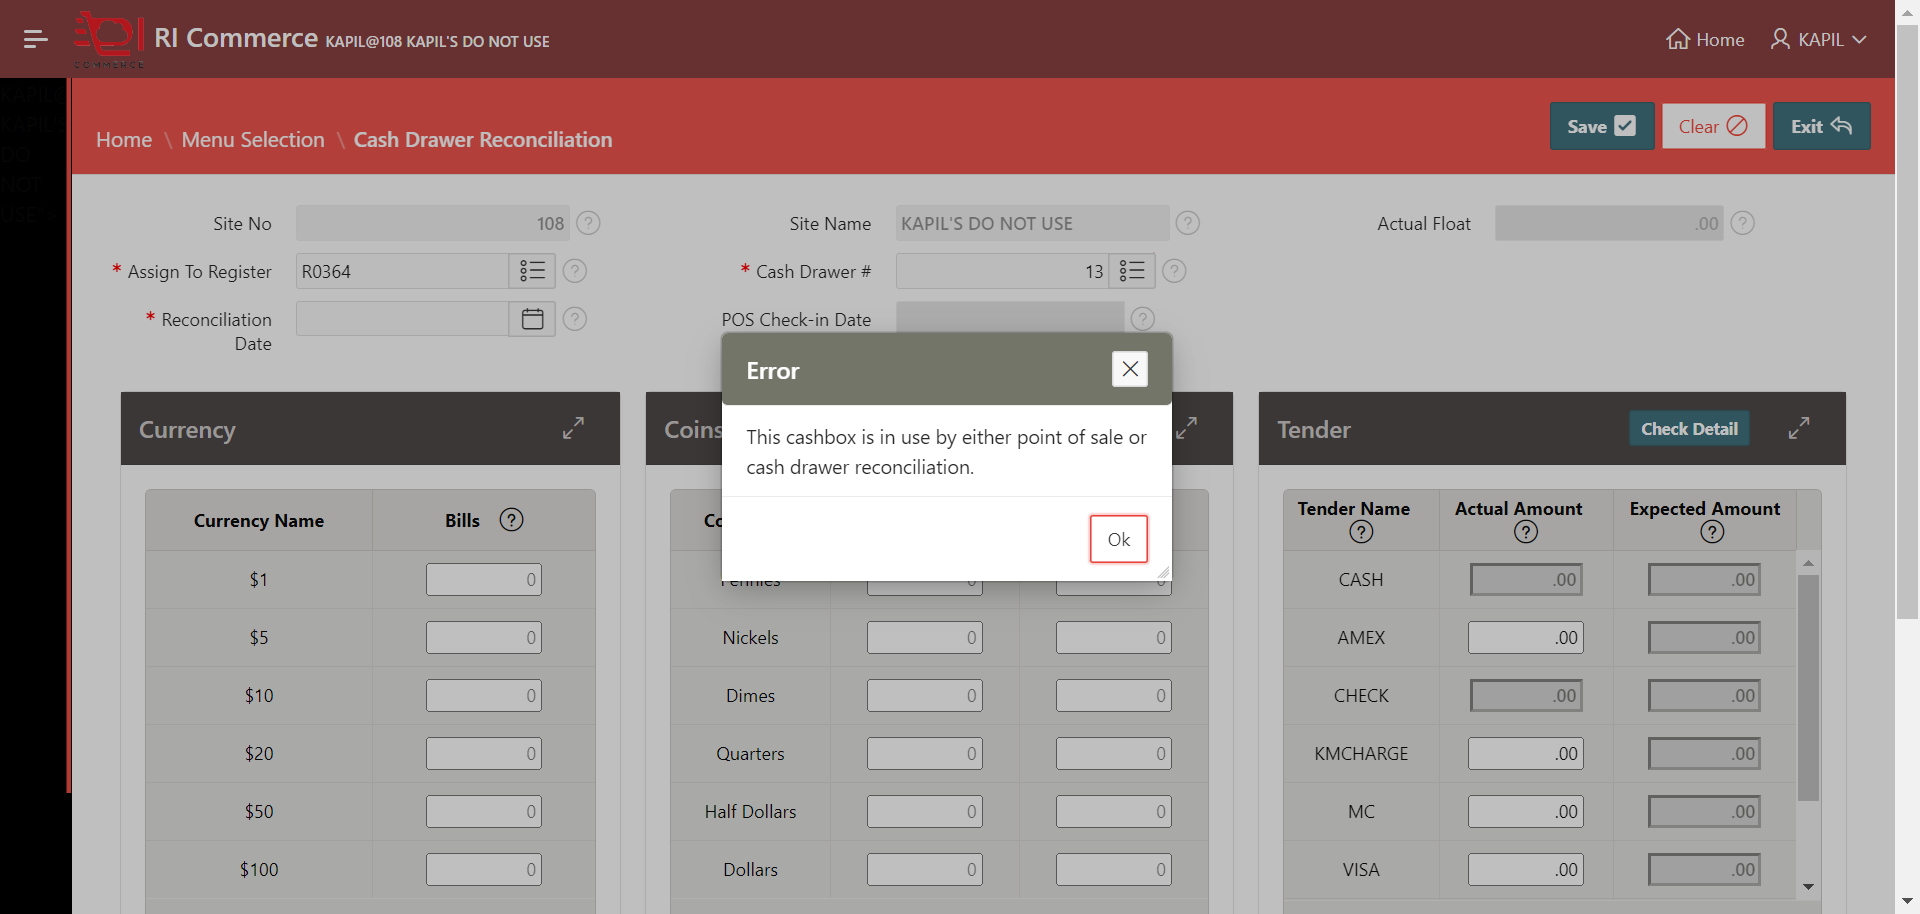 COMMERCE
RI Commerce KAPIL@108 KAPIL'S DO NOT USE
Home
KAPIL
KAPIL@
KAPIL'S
DO
NOT
USE
Home \ Menu Selection \ Cash Drawer Reconciliation
Save
Clear
Exit
Site No 108
Site Name KAPIL'S DO NOT USE
Actual Float .00
* Assign To Register R0364
* Cash Drawer # 13
* Reconciliation
Date
POS Check-in Date
Error
This cashbox is in use by either point of sale or
cash drawer reconciliation.
Ok
Currency
Currency Name Bills
$1 0
$5 0
$10 0
$20 0
$50 0
$100 0
Coins
Co
Pennies 0 0
Nickels 0 0
Dimes 0 0
Quarters 0 0
Half Dollars 0 0
Dollars 0 0
Tender
Check Detail
Tender Name Actual Amount Expected Amount
CASH .00 .00
AMEX .00 .00
CHECK .00 .00
KMCHARGE .00 .00
MC .00 .00
VISA .00 .00